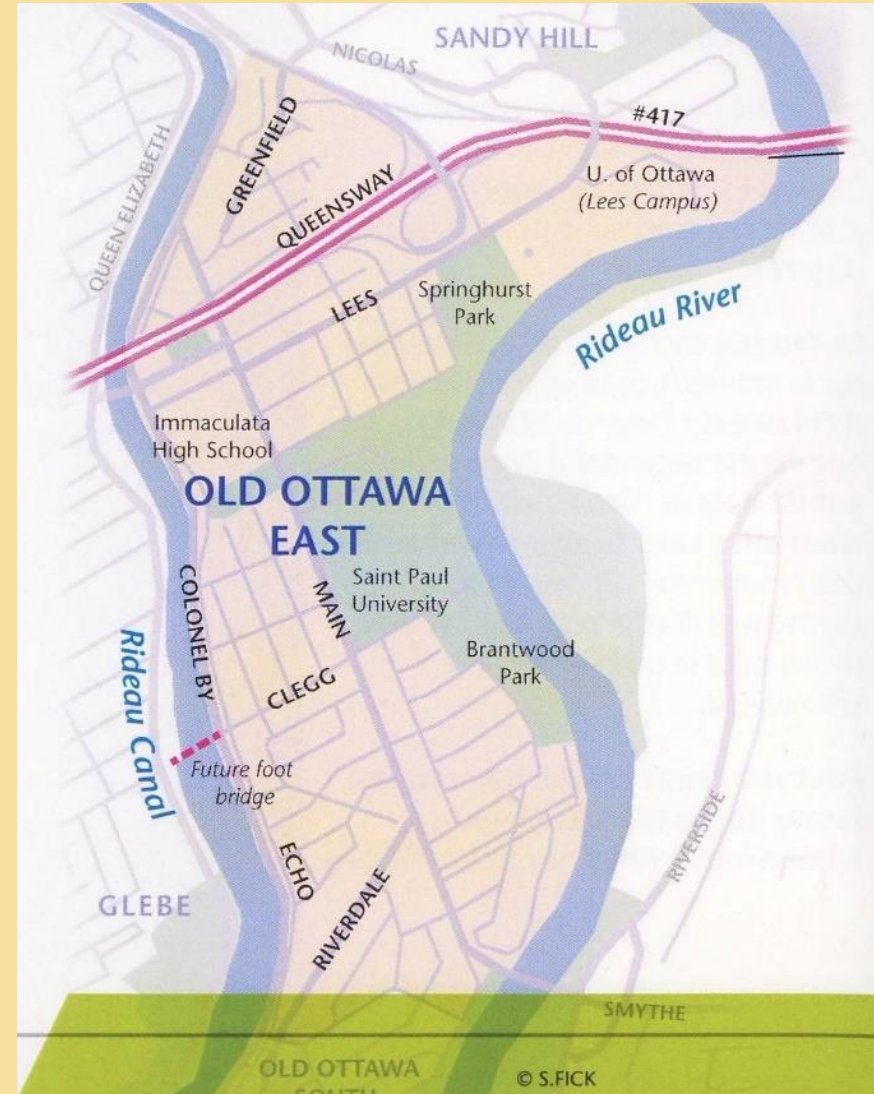 SANDY HILL
NICOLAS
#417
GREENFIELD
U. of Ottawa
(Lees Campus)
QUEENSWAY
QUEEN ELIZABETH
LEES
Springhurst
Park
Rideau River
Immaculata
High School
OLD OTTAWA
EAST
Saint Paul
University
COLONEL BY
MAIN
Brantwood
Park
CLEGG
Rideau Canal
Future foot
bridge
RIVERSIDE
ECHO
GLEBE
RIVERDALE
SMYTHE
OLD OTTAWA
SOUTH
© S.FICK